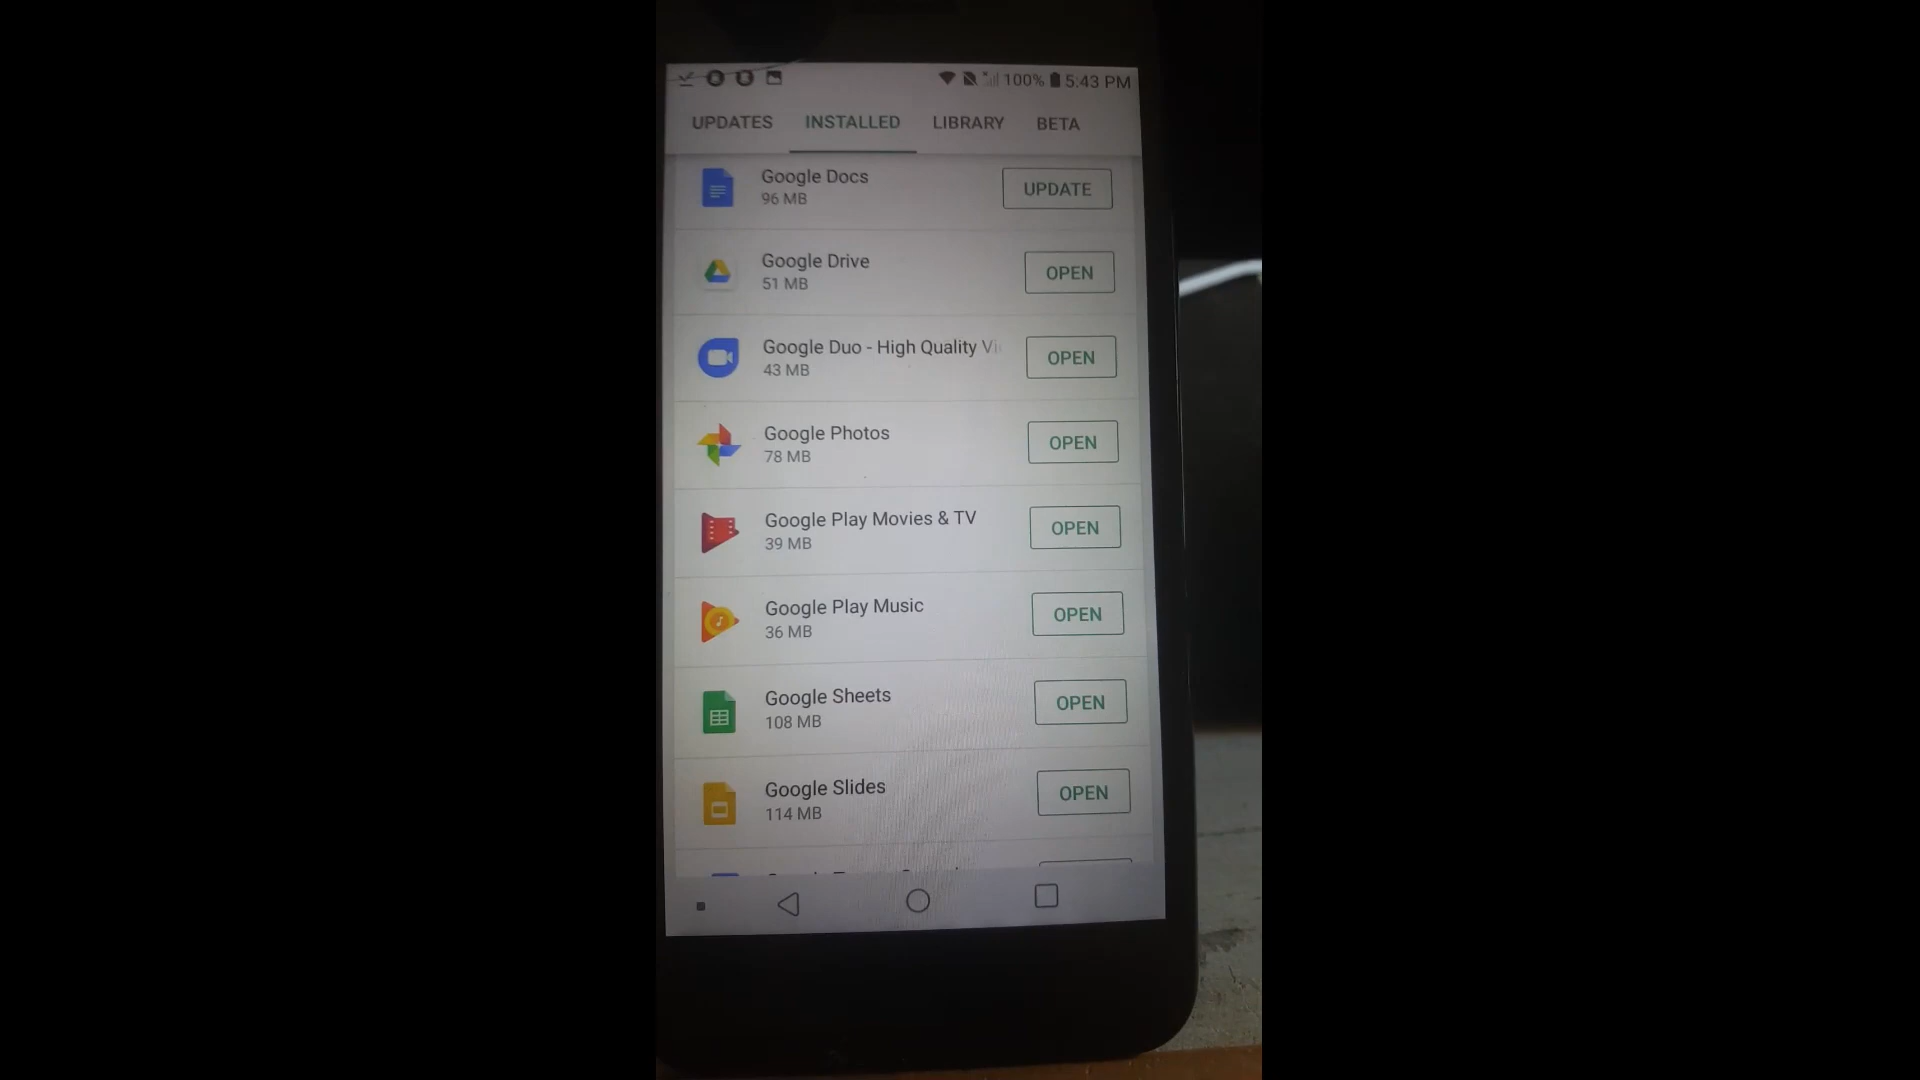 100% 5:43 PM
UPDATES INSTALLED LIBRARY BETA
Google Docs
96 MB
UPDATE
Google Drive
51 MB
OPEN
Google Duo - High Quality Vi
43 MB
OPEN
Google Photos
78 MB
OPEN
Google Play Movies & TV
39 MB
OPEN
Google Play Music
36 MB
OPEN
Google Sheets
108 MB
OPEN
Google Slides
114 MB
OPEN